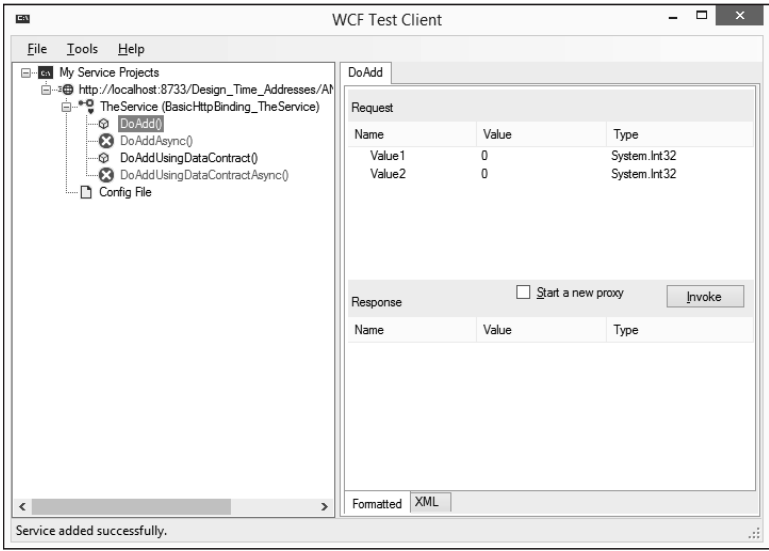 WCF Test Client
File Tools Help
My Service Projects
http://localhost:8733/Design_Time_Addresses/AN
TheService (BasicHttpBinding_TheService)
DoAdd()
DoAddAsync()
DoAddUsingDataContract()
DoAddUsingDataContractAsync()
Config File
DoAdd
Request
Name Value Type
Value1 0 System.Int32
Value2 0 System.Int32
Response Start a new proxy Invoke
Name Value Type
Formatted XML
Service added successfully.